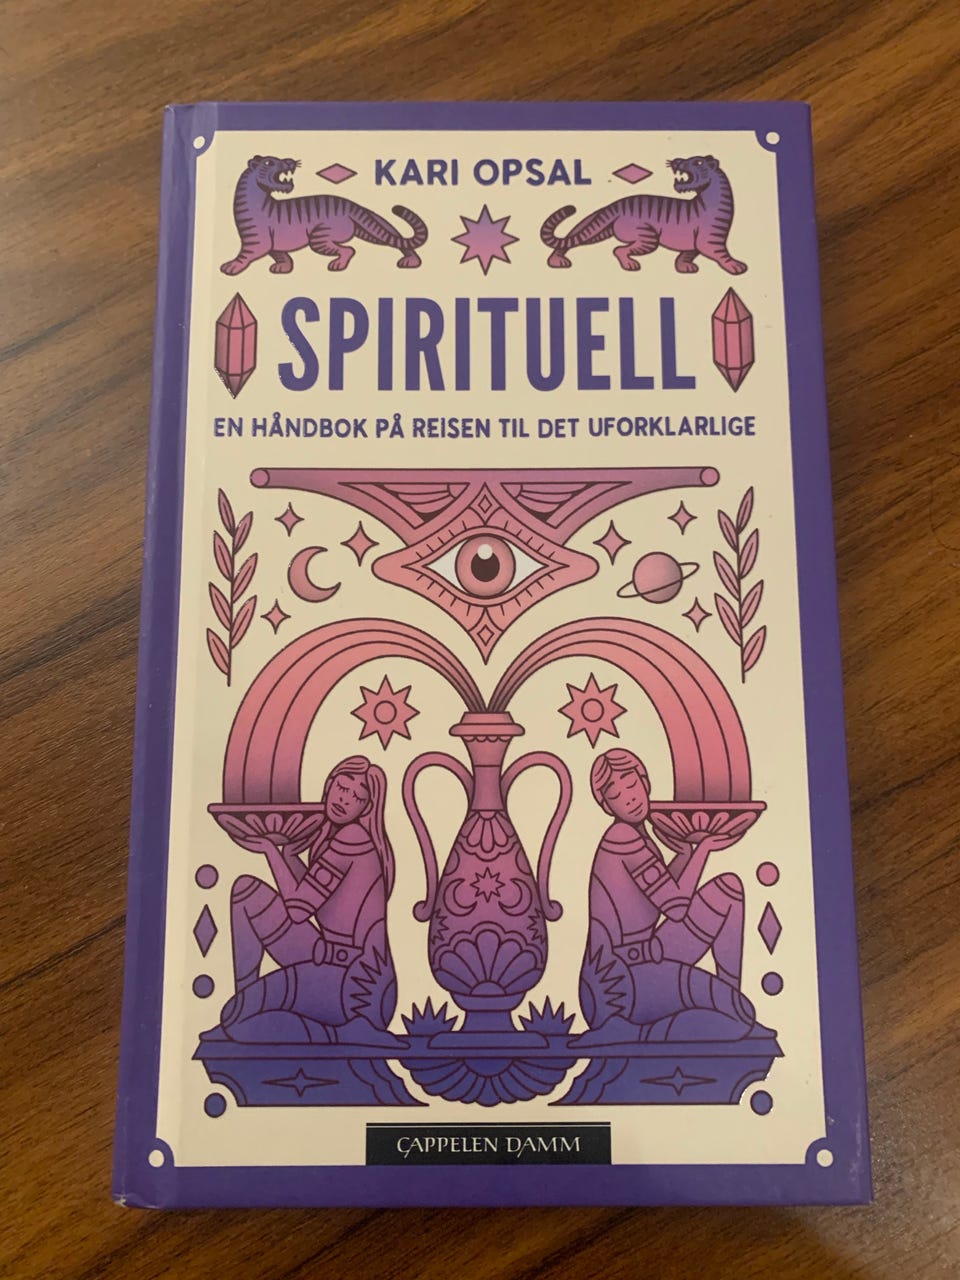 KARI OPSAL
SPIRITUELL
EN HÅNDBOK PÅ REISEN TIL DET UFORKLARLIGE
CAPPELEN DAMM